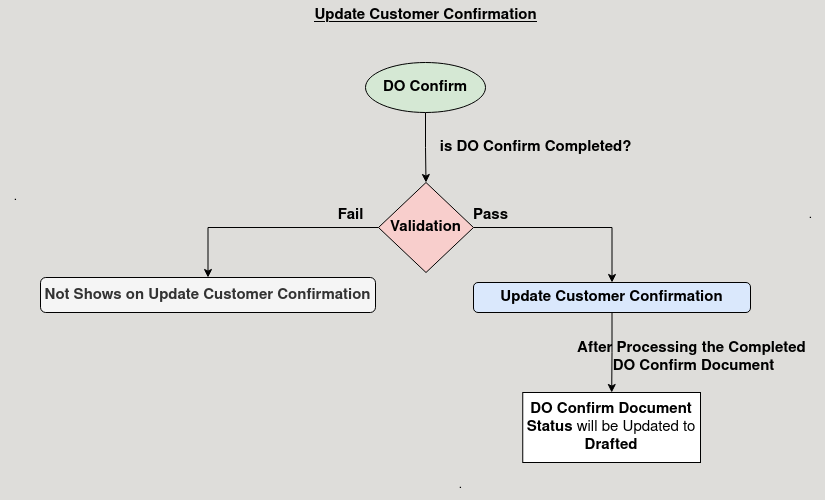 Update Customer Confirmation
DO Confirm
is DO Confirm Completed?
Fail
Pass
Validation
Not Shows on Update Customer Confirmation
Update Customer Confirmation
After Processing the Completed
DO Confirm Document
DO Confirm Document
Status will be Updated to
Drafted